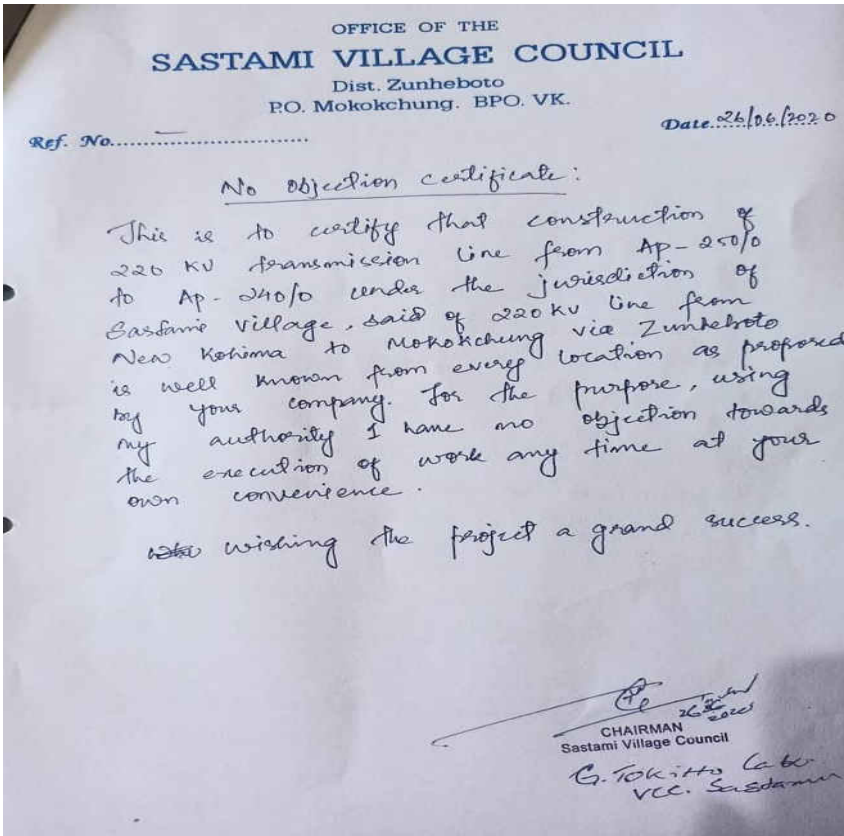 OFFICE OF THE
SASTAMI VILLAGE COUNCIL
Dist. Zunheboto
P.O. Mokokchung. BPO. VK.
Ref. No............................... Date..26/06/2020
No Objection Certificate:
This is to certify that construction of
220 KV transmission line from Ap-250/0
to Ap-240/0 under the jurisdiction of
Sastami Village, said of 220KV line from
New Kohima to Mokokchung via Zunheboto
is well known from every location as proposed
by your company. For the purpose, using
my authority I have no objection towards
the execution of work any time at your
own convenience.
wishing the project a grand success.
2020
CHAIRMAN
Sastami Village Council
G. Tokitho
VCC.